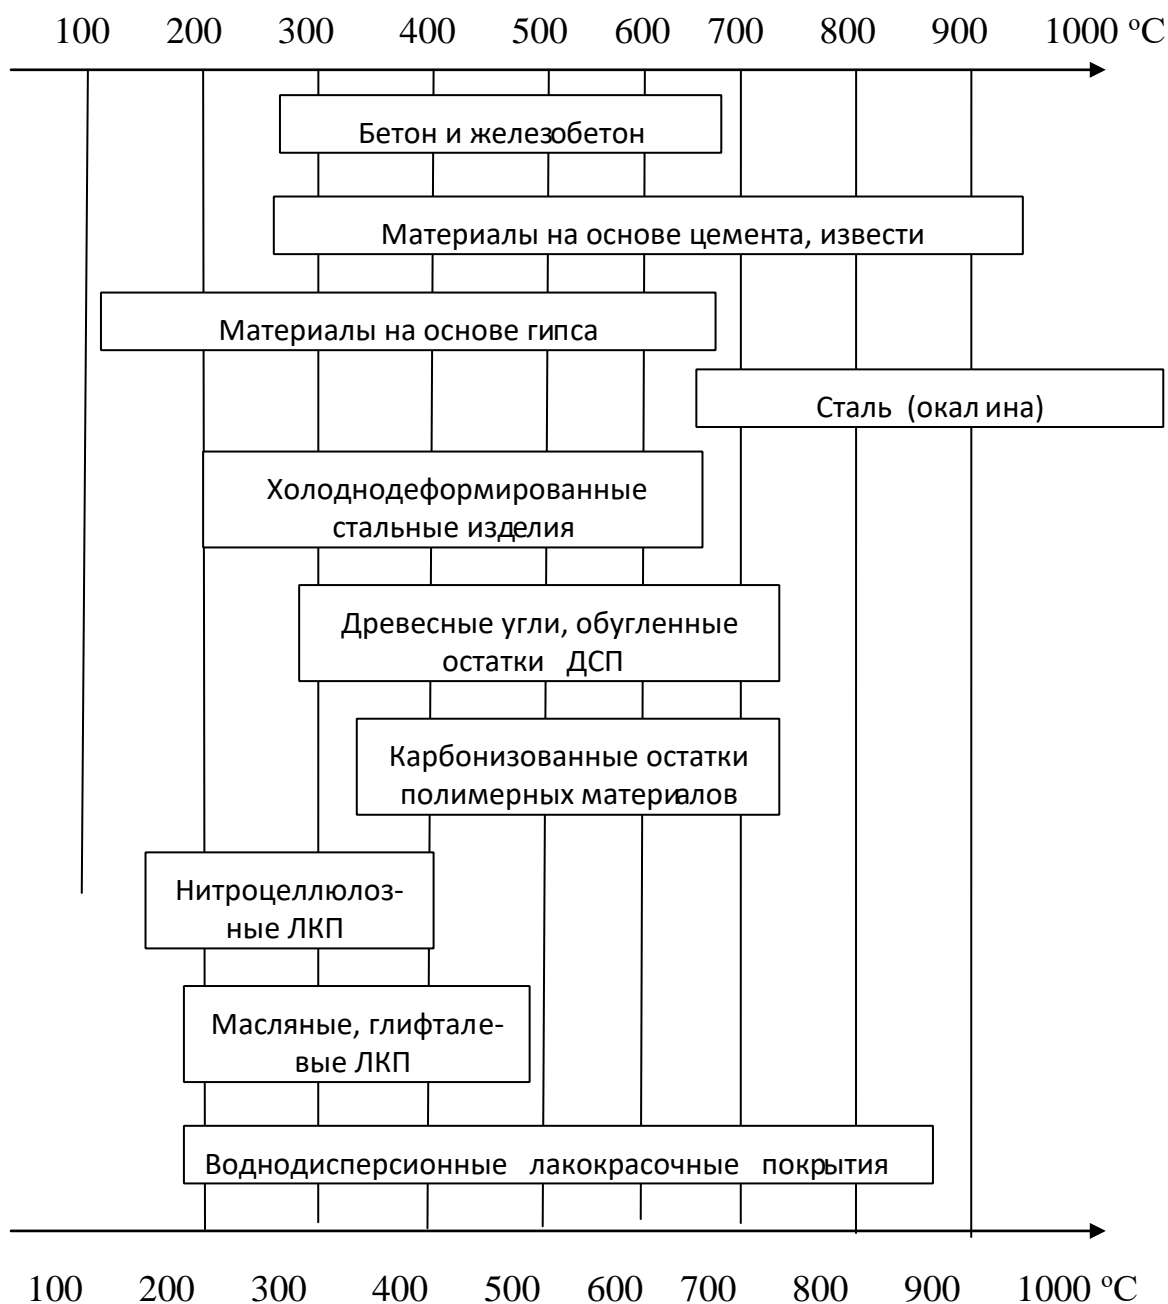 100 200 300 400 500 600 700 800 900 1000 ºC
Бетон и железобетон
Материалы на основе цемента, извести
Материалы на основе гипса
Сталь (окалина)
Холоднодеформированные
стальные изделия
Древесные угли, обугленные
остатки ДСП
Карбонизованные остатки
полимерных материалов
Нитроцеллюлоз-
ные ЛКП
Масляные, глифтале-
вые ЛКП
Воднодисперсионные лакокрасочные покрытия
100 200 300 400 500 600 700 800 900 1000 ºC